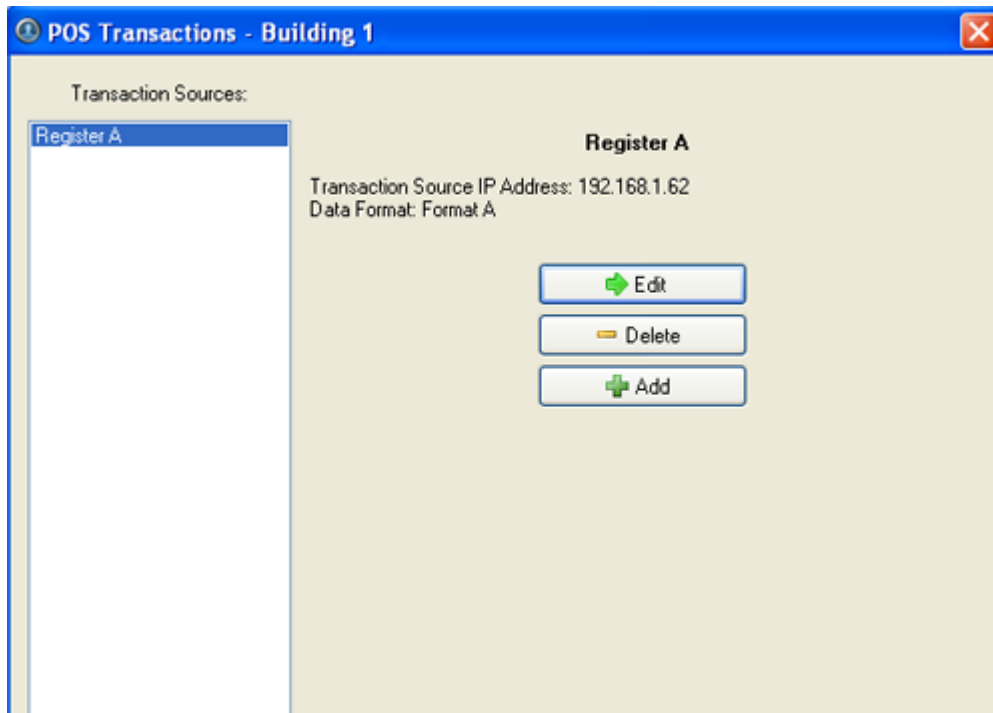 POS Transactions - Building 1
Transaction Sources:
Register A
Register A
Transaction Source IP Address: 192.168.1.62
Data Format: Format A
Edit
Delete
Add